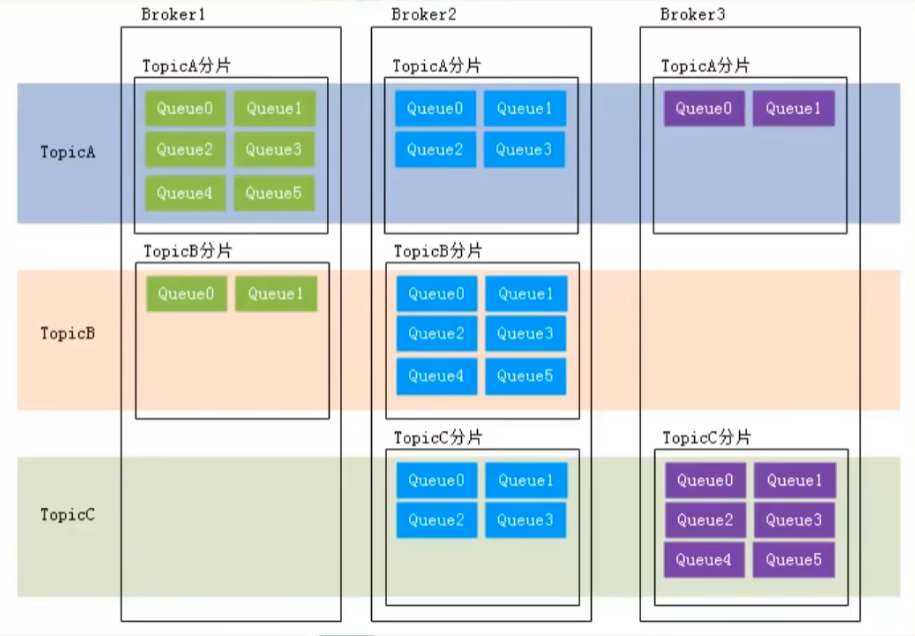 Broker1 Broker2 Broker3
TopicA分片 TopicA分片 TopicA分片
Queue0 Queue1 Queue0 Queue1 Queue0 Queue1
TopicA
Queue2 Queue3 Queue2 Queue3
Queue4 Queue5
TopicB分片 TopicB分片
Queue0 Queue1 Queue0 Queue1
TopicB
Queue2 Queue3
Queue4 Queue5
TopicC分片 TopicC分片
Queue0 Queue1 Queue0 Queue1
TopicC
Queue2 Queue3 Queue2 Queue3
Queue4 Queue5